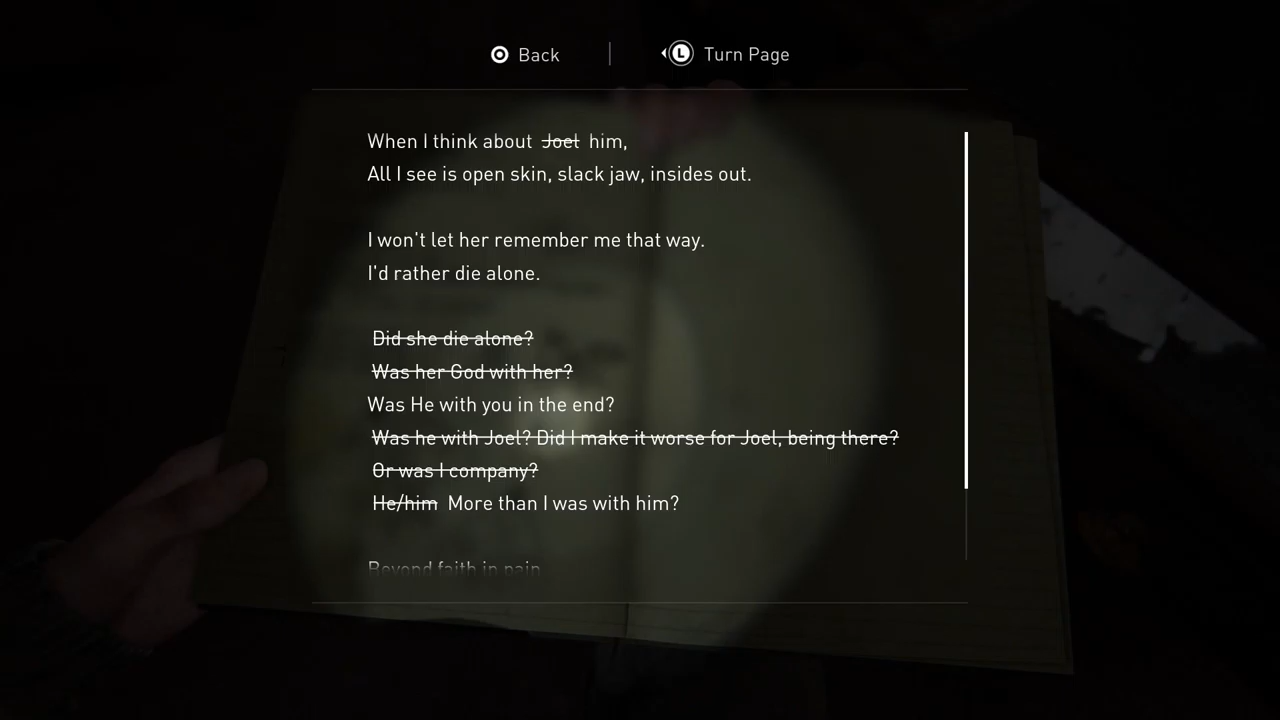 Back
L Turn Page
When I think about Joel him,
All I see is open skin, slack jaw, insides out.
I won't let her remember me that way.
I'd rather die alone.
Did she die alone?
Was her God with her?
Was He with you in the end?
Was he with Joel? Did I make it worse for Joel, being there?
Or was I company?
He/him More than I was with him?
Beyond faith in pain